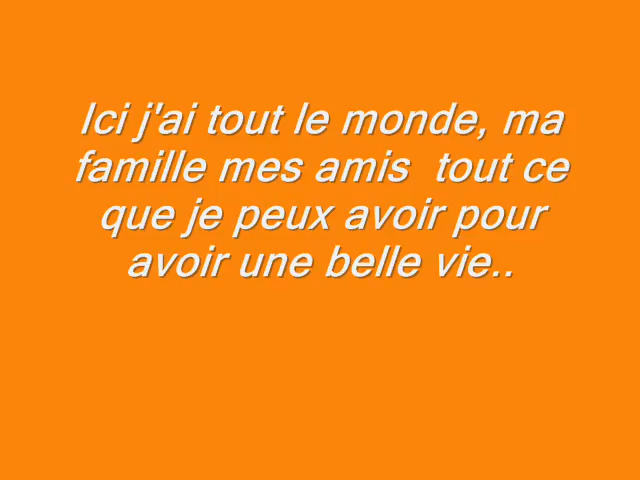 Ici j'ai tout le monde, ma
famille mes amis  tout ce
que je peux avoir pour
avoir une belle vie..